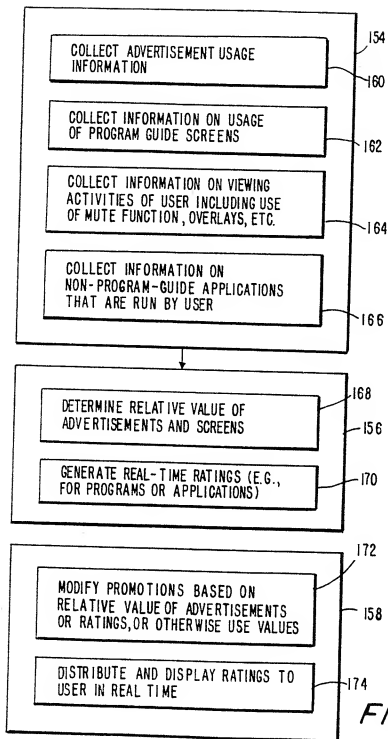 154
COLLECT ADVERTISEMENT USAGE
INFORMATION
160
COLLECT INFORMATION ON USAGE
OF PROGRAM GUIDE SCREENS
162
COLLECT INFORMATION ON VIEWING
ACTIVITIES OF USER INCLUDING USE
OF MUTE FUNCTION, OVERLAYS, ETC.
164
COLLECT INFORMATION ON
NON-PROGRAM-GUIDE APPLICATIONS
THAT ARE RUN BY USER
166
168
DETERMINE RELATIVE VALUE OF
ADVERTISEMENTS AND SCREENS
156
GENERATE REAL-TIME RATINGS (E.G.,
FOR PROGRAMS OR APPLICATIONS)
170
172
MODIFY PROMOTIONS BASED ON
RELATIVE VALUE OF ADVERTISEMENTS
OR RATINGS, OR OTHERWISE USE VALUES
158
DISTRIBUTE AND DISPLAY RATINGS TO
USER IN REAL TIME
174